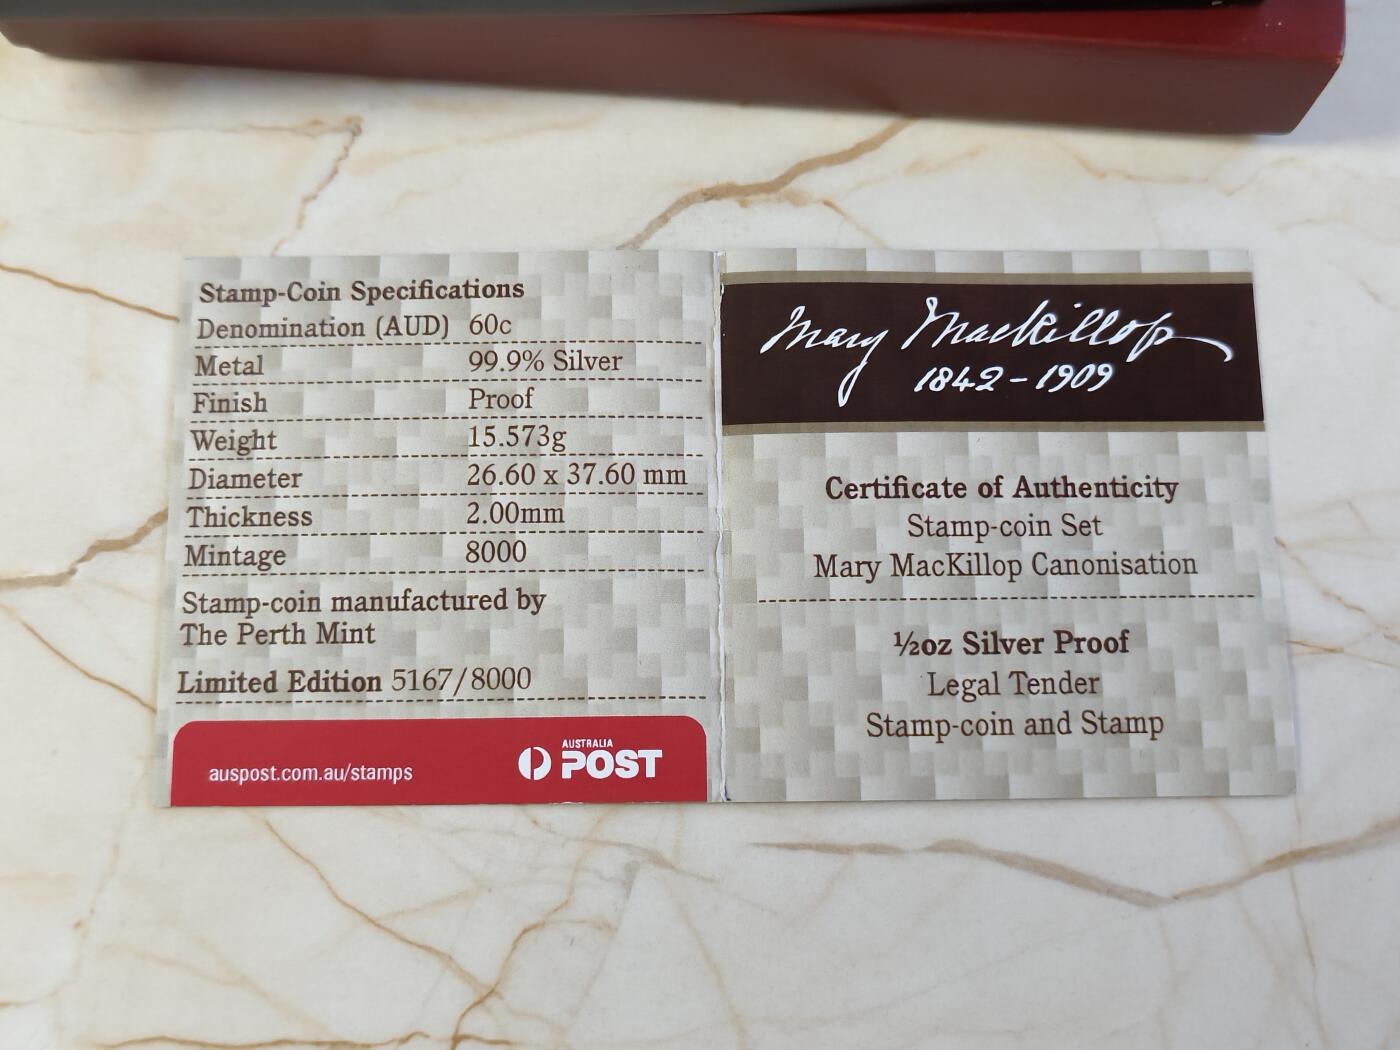 Stamp-Coin Specifications
Denomination (AUD) 60c
Metal 99.9% Silver
Finish Proof
Weight 15.573g
Diameter 26.60 x 37.60 mm
Thickness 2.00mm
Mintage 8000
Stamp-coin manufactured by
The Perth Mint
Limited Edition 5167/8000
auspost.com.au/stamps
AUSTRALIA
POST
Mary MacKillop
1842 - 1909
Certificate of Authenticity
Stamp-coin Set
Mary MacKillop Canonisation
½oz Silver Proof
Legal Tender
Stamp-coin and Stamp